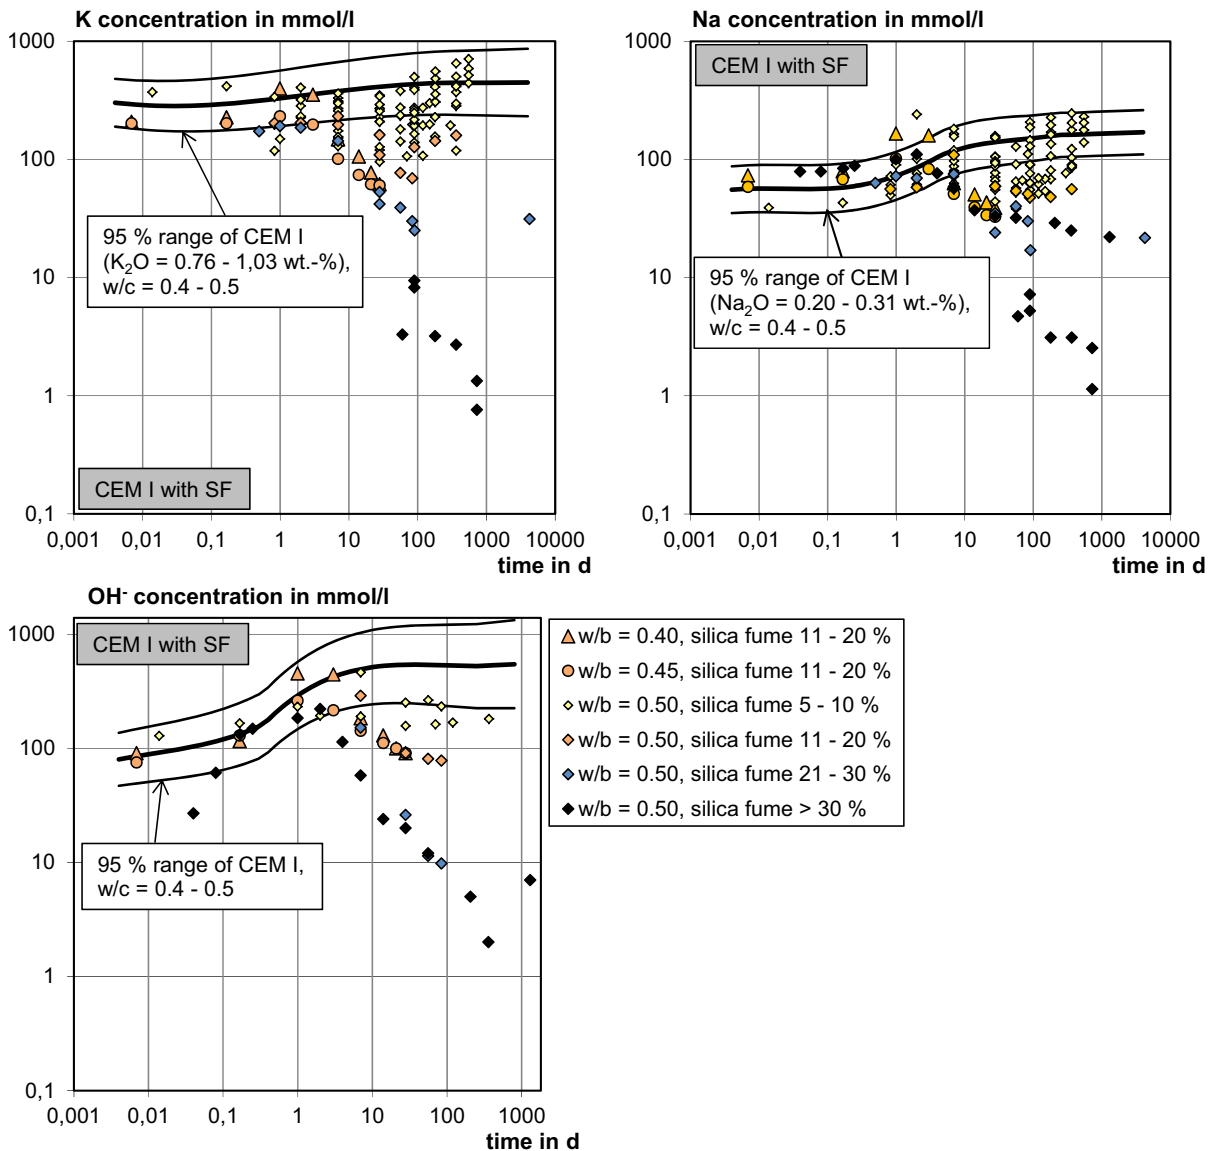 K concentration in mmol/l
1000
100
10
1
0,1
0,001
0,01
0,1
1
10
100
1000
10000
time in d
95 % range of CEM I
(K₂O = 0.76 - 1,03 wt.-%),
w/c = 0.4 - 0.5
CEM I with SF
Na concentration in mmol/l
1000
100
10
1
0,1
0,001
0,01
0,1
1
10
100
1000
10000
time in d
CEM I with SF
95 % range of CEM I
(Na₂O = 0.20 - 0.31 wt.-%),
w/c = 0.4 - 0.5
OH⁻ concentration in mmol/l
1000
100
10
1
0,1
0,001
0,01
0,1
1
10
100
1000
time in d
CEM I with SF
95 % range of CEM I,
w/c = 0.4 - 0.5
w/b = 0.40, silica fume 11 - 20 %
w/b = 0.45, silica fume 11 - 20 %
w/b = 0.50, silica fume 5 - 10 %
w/b = 0.50, silica fume 11 - 20 %
w/b = 0.50, silica fume 21 - 30 %
w/b = 0.50, silica fume > 30 %